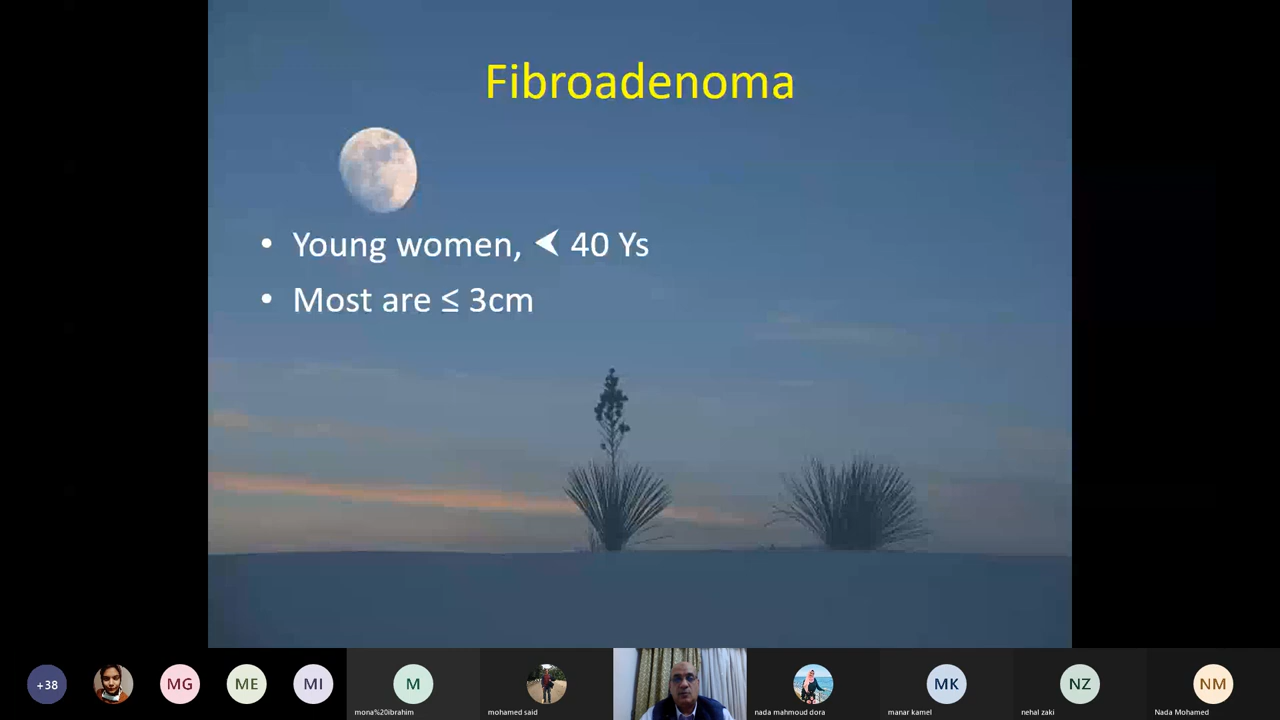 Fibroadenoma
• Young women, ⮜ 40 Ys
• Most are ≤ 3cm
+38
MG
ME
MI
M
mona%20ibrahim
mohamed said
nada mahmoud dora
MK
manar kamel
NZ
nehal zaki
NM
Nada Mohamed